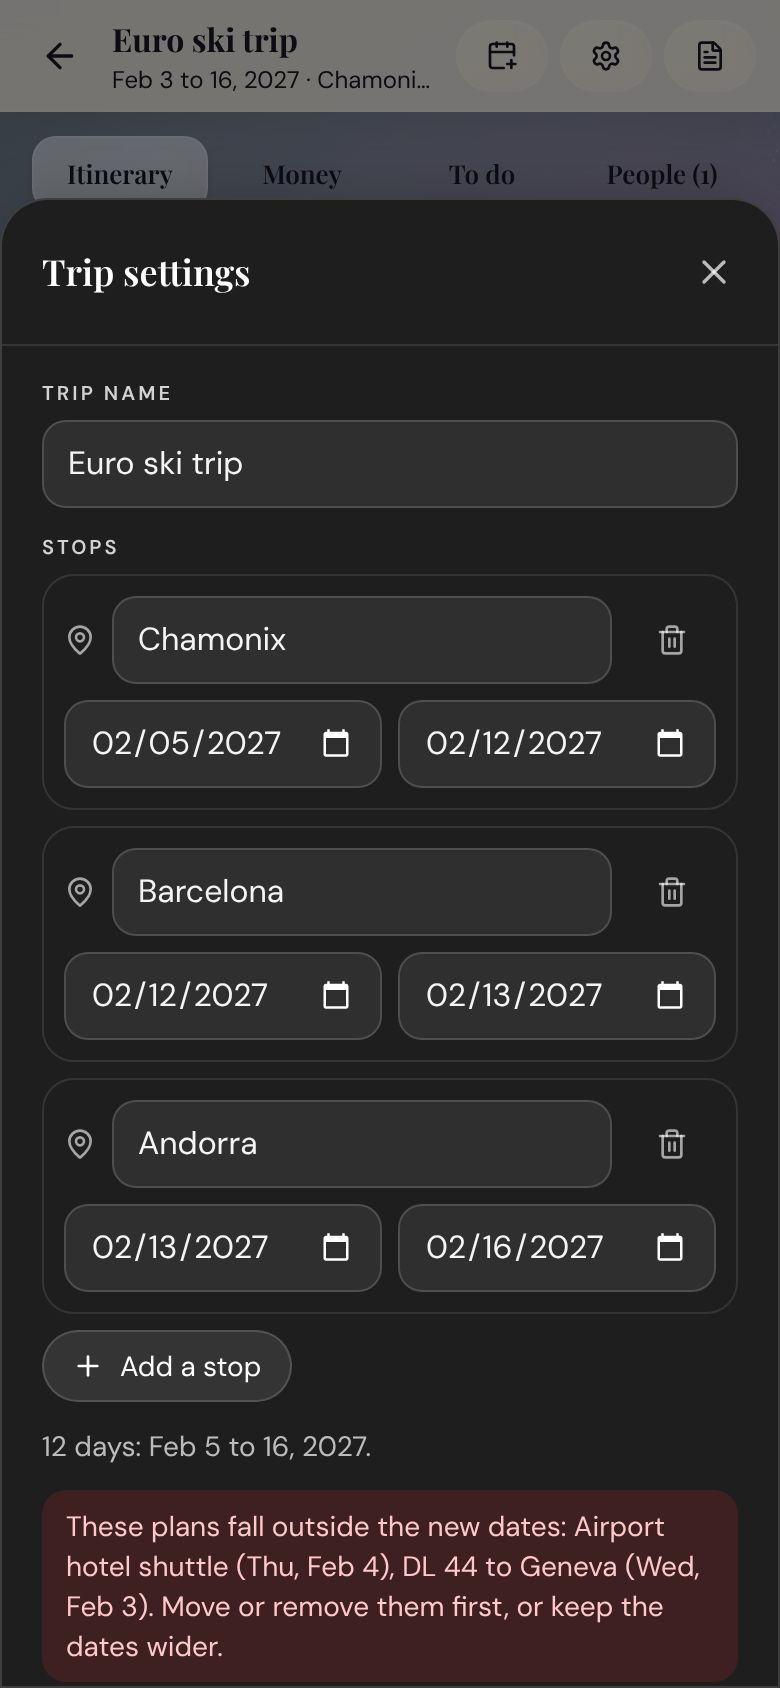 Euro ski trip
Feb 3 to 16, 2027 · Chamoni...
Itinerary
Money
To do
People (1)
Trip settings
TRIP NAME
Euro ski trip
STOPS
Chamonix
02/05/2027
02/12/2027
Barcelona
02/12/2027
02/13/2027
Andorra
02/13/2027
02/16/2027
Add a stop
12 days: Feb 5 to 16, 2027.
These plans fall outside the new dates: Airport
hotel shuttle (Thu, Feb 4), DL 44 to Geneva (Wed,
Feb 3). Move or remove them first, or keep the
dates wider.